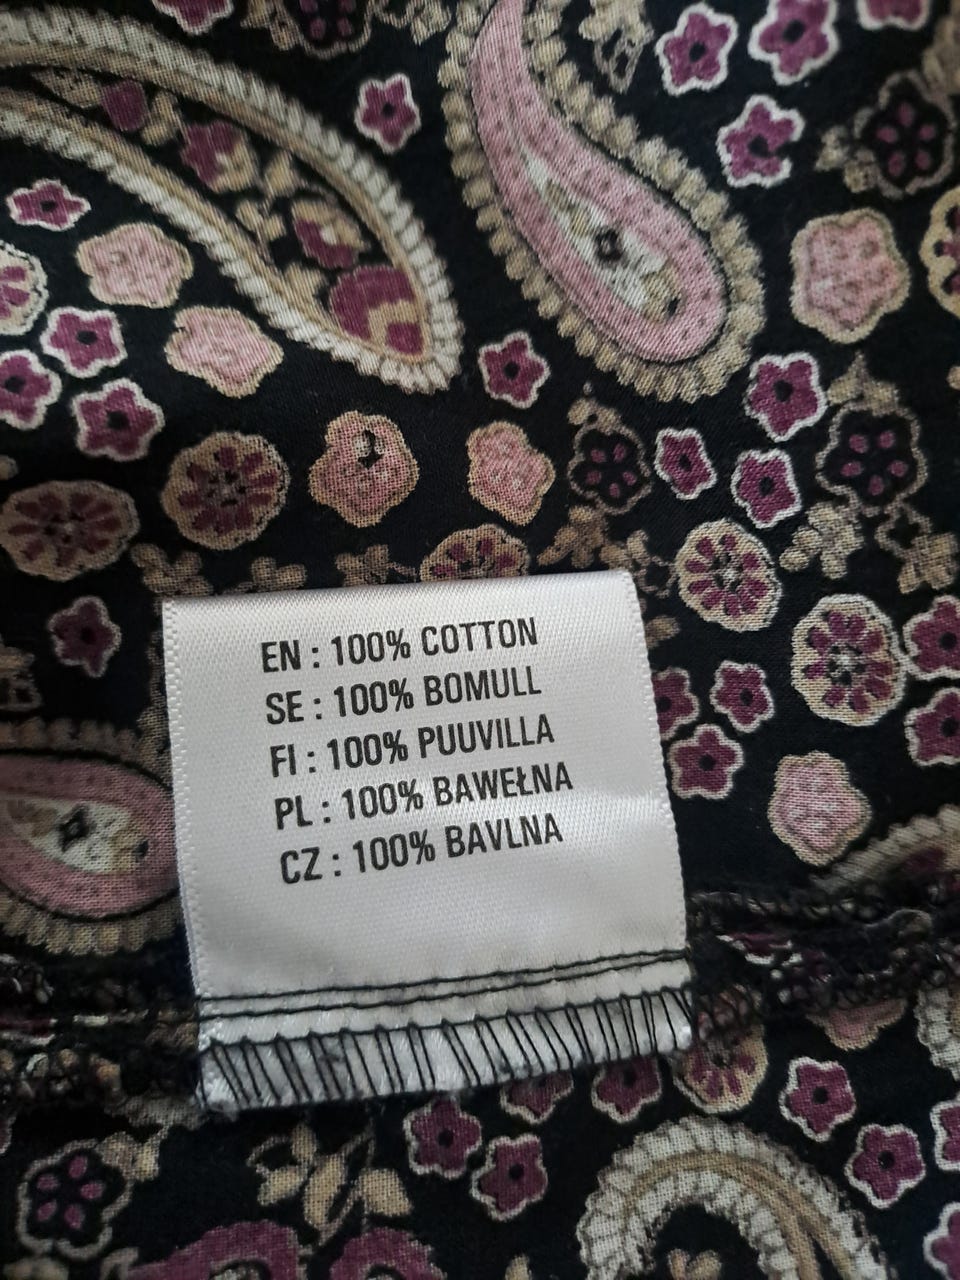 EN : 100% COTTON
SE : 100% BOMULL
FI : 100% PUUVILLA
PL : 100% BAWEŁNA
CZ : 100% BAVLNA